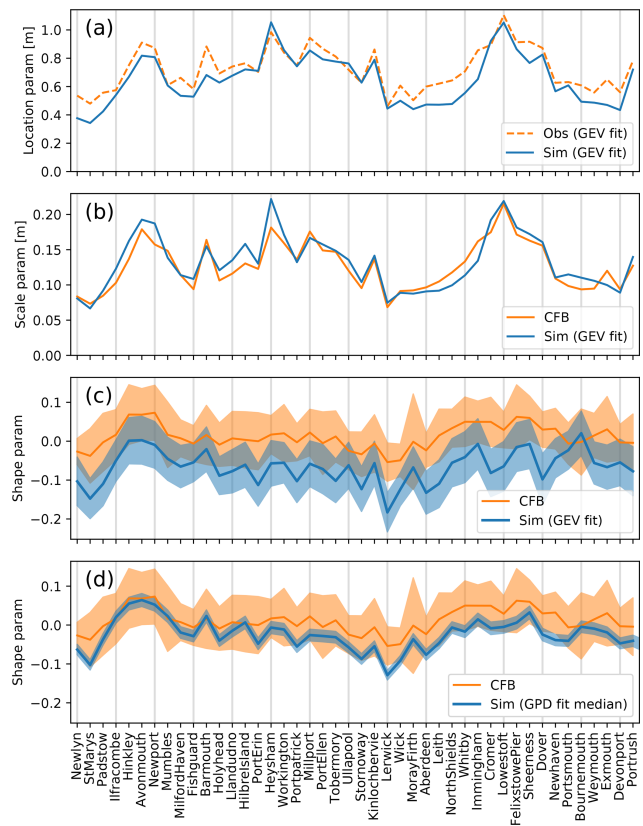 (a)
Location param [m]
1.0
0.8
0.6
0.4
0.2
0.0
Obs (GEV fit)
Sim (GEV fit)
(b)
Scale param [m]
0.20
0.15
0.10
0.05
0.00
CFB
Sim (GEV fit)
(c)
Shape param
0.1
0.0
−0.1
−0.2
CFB
Sim (GEV fit)
(d)
Shape param
0.1
0.0
−0.1
−0.2
CFB
Sim (GPD fit median)
Newlyn
StMarys
Padstow
Ilfracombe
Hinkley
Avonmouth
Newport
Mumbles
MilfordHaven
Fishguard
Barmouth
Holyhead
Llandudno
HilbreIsland
PortErin
Heysham
Workington
Portpatrick
Millport
PortEllen
Tobermory
Ullapool
Stornoway
Kinlochbervie
Lerwick
Wick
MorayFirth
Aberdeen
Leith
NorthShields
Whitby
Immingham
Cromer
Lowestoft
FelixstowePier
Sheerness
Dover
Newhaven
Portsmouth
Bournemouth
Weymouth
Exmouth
Devonport
Portrush